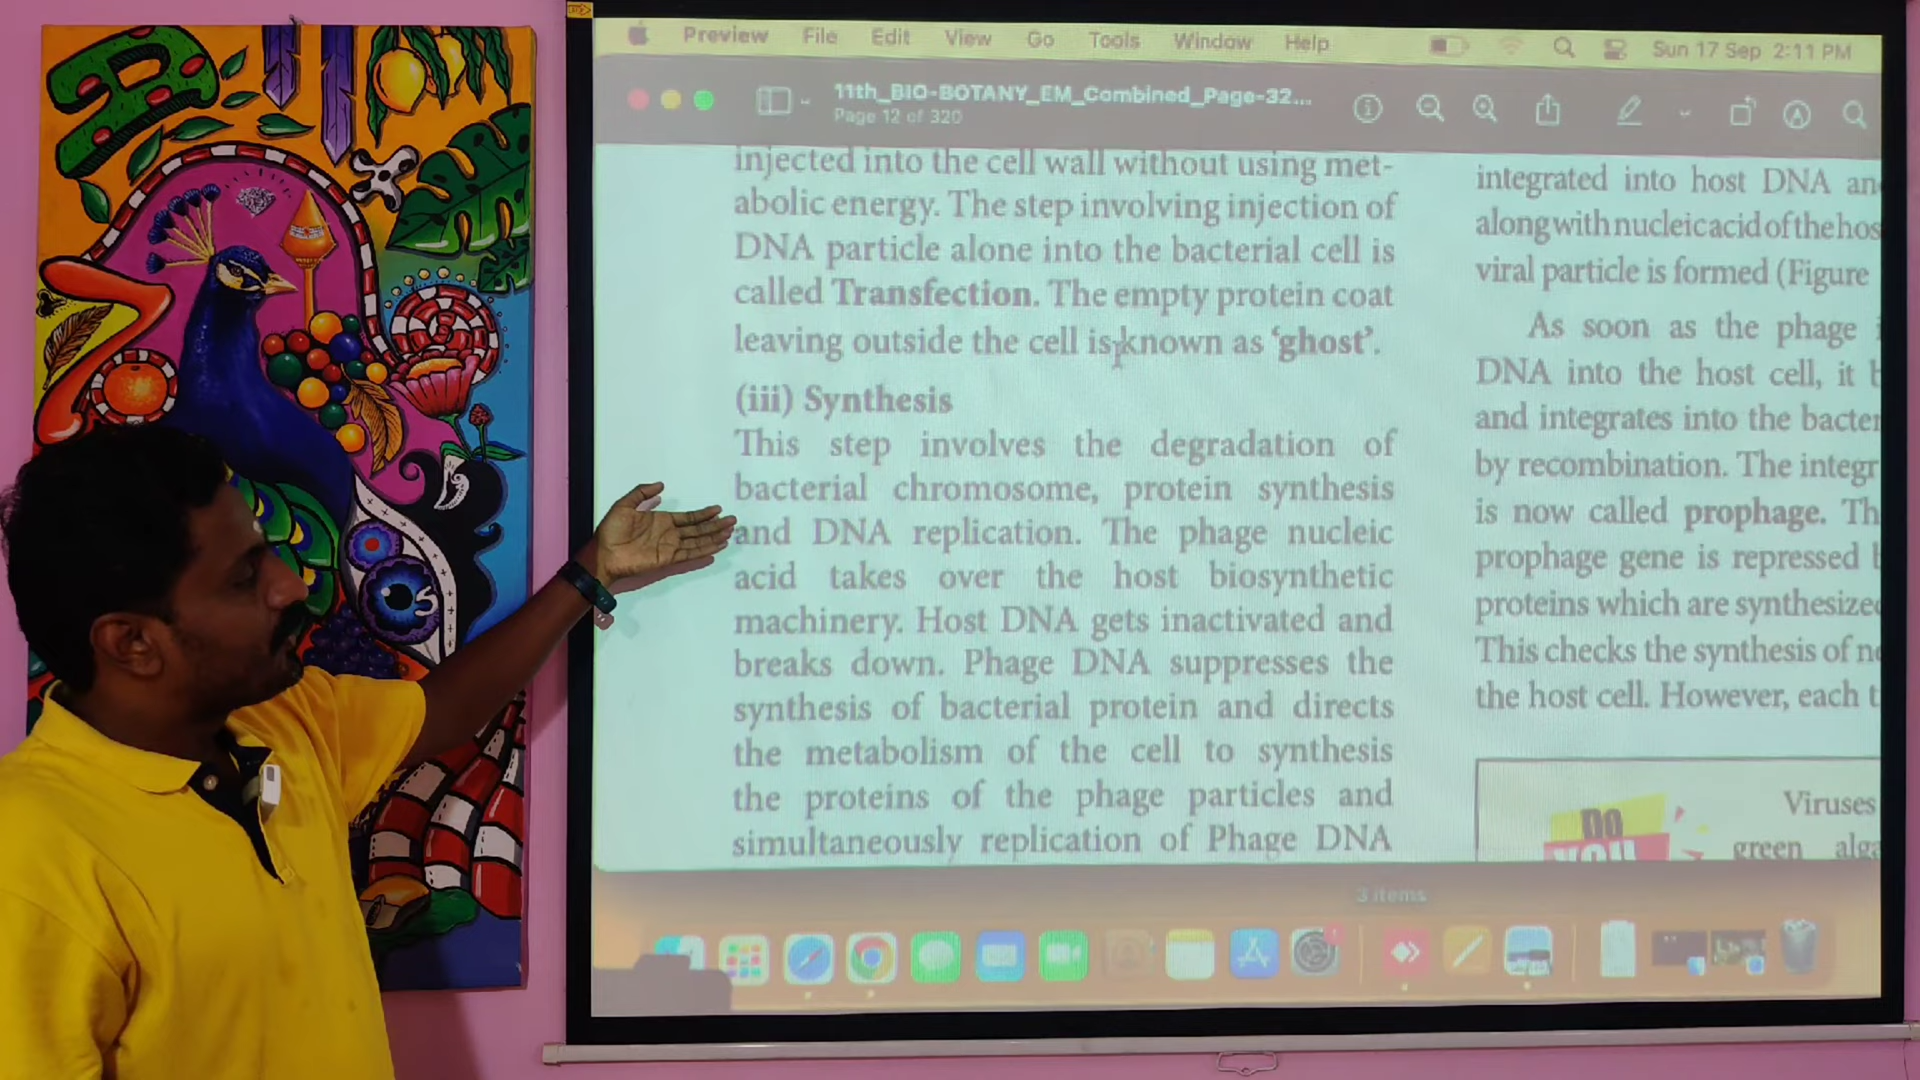 Preview File Edit View Go Tools Window Help Sun 17 Sep 2:11 PM
11th_BIO-BOTANY_EM_Combined_Page-32...
Page 12 of 320
injected into the cell wall without using met-
abolic energy. The step involving injection of
DNA particle alone into the bacterial cell is
called Transfection. The empty protein coat
leaving outside the cell is known as ‘ghost’.
(iii) Synthesis
This step involves the degradation of
bacterial chromosome, protein synthesis
and DNA replication. The phage nucleic
acid takes over the host biosynthetic
machinery. Host DNA gets inactivated and
breaks down. Phage DNA suppresses the
synthesis of bacterial protein and directs
the metabolism of the cell to synthesis
the proteins of the phage particles and
simultaneously replication of Phage DNA
integrated into host DNA an
along with nucleic acid of the hos
viral particle is formed (Figure
As soon as the phage
DNA into the host cell, it
and integrates into the bacter
by recombination. The integr
is now called prophage. Th
prophage gene is repressed
proteins which are synthesize
This checks the synthesis of n
the host cell. However, each t
DO
YOU
Viruses
green alga
3 items